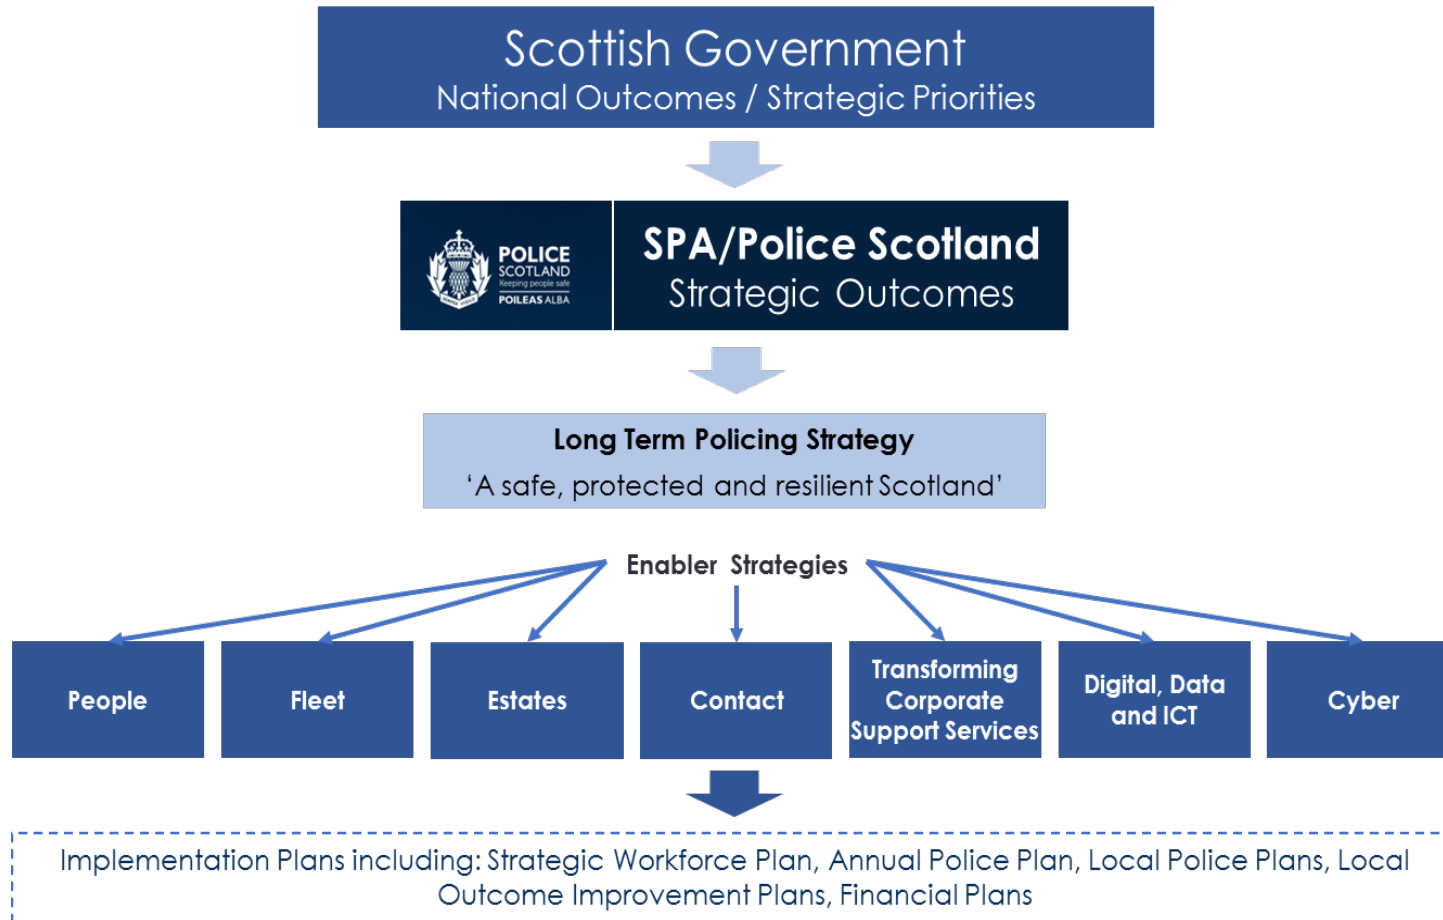 Scottish Government
National Outcomes / Strategic Priorities
POLICE
SCOTLAND
Keeping people safe
POILEAS ALBA
SPA/Police Scotland
Strategic Outcomes
Long Term Policing Strategy
‘A safe, protected and resilient Scotland’
Enabler Strategies
People
Fleet
Estates
Contact
Transforming
Corporate
Support Services
Digital, Data
and ICT
Cyber
Implementation Plans including: Strategic Workforce Plan, Annual Police Plan, Local Police Plans, Local
Outcome Improvement Plans, Financial Plans